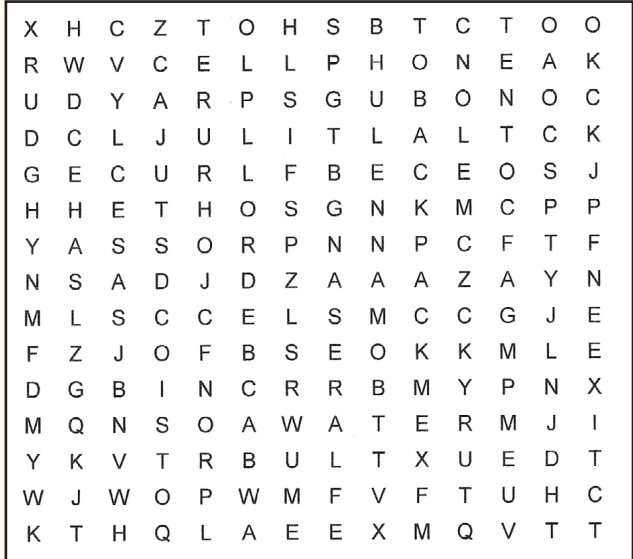 X H C Z T O H S B T C T O O
R W V C E L L P H O N E A K
U D Y A R P S G U B O N O C
D C L J U L I T L A L T C K
G E C U R L F B E C E O S J
H H E T H O S G N K M C P P
Y A S S O R P N N P C F T F
N S A D J D Z A A A Z A Y N
M L S C C E L S M C C G J E
F Z J O F B S E O K K M L E
D G B I N C R R B M Y P N X
M Q N S O A W A T E R M J I
Y K V T R B U L T X U E D T
W J W O P W M F V F T U H C
K T H Q L A E E X M Q V T T